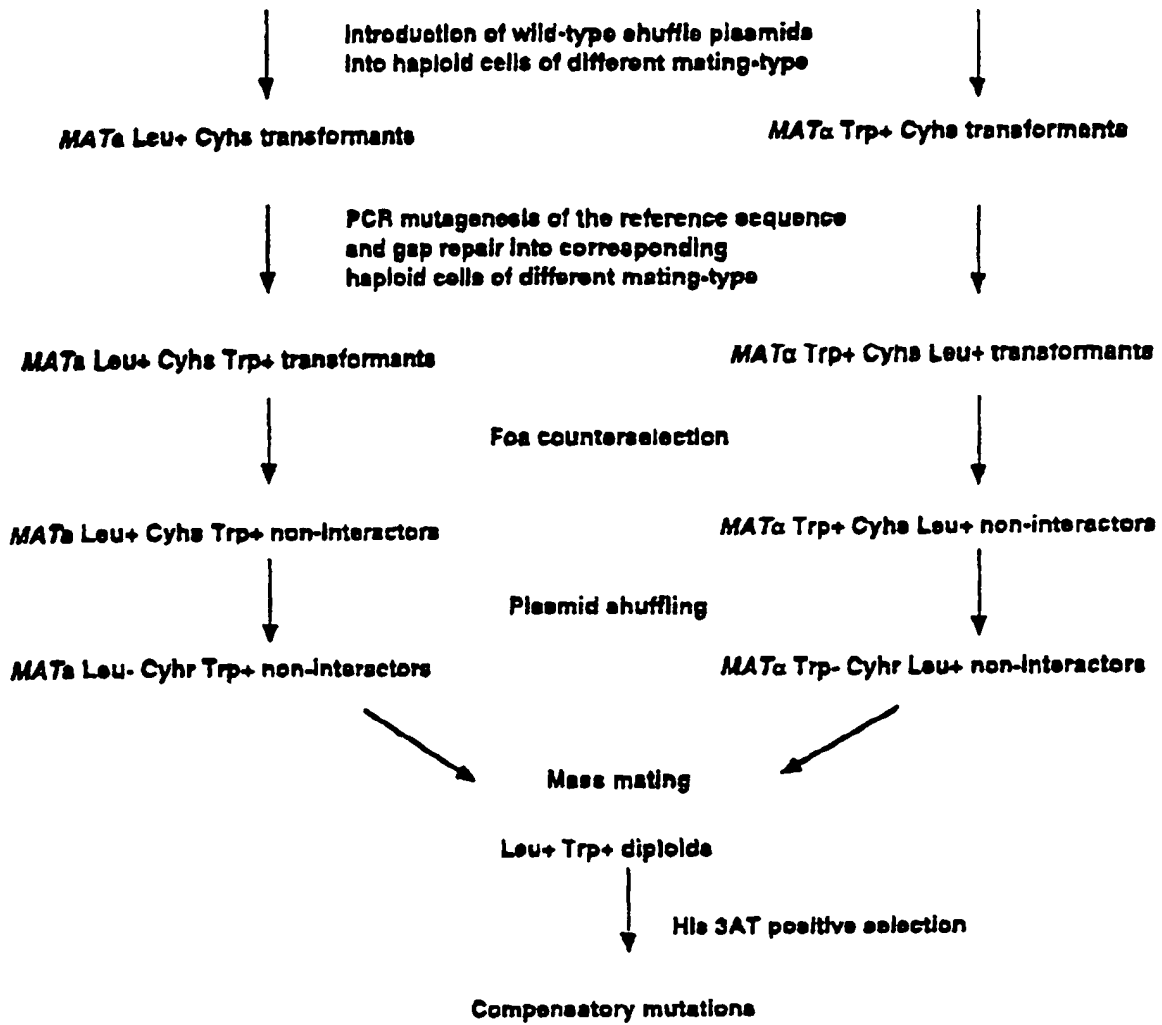 Introduction of wild-type shuffle plasmids
into haploid cells of different mating-type
MATa Leu+ Cyhs transformants
MATα Trp+ Cyhs transformants
PCR mutagenesis of the reference sequence
and gap repair into corresponding
haploid cells of different mating-type
MATa Leu+ Cyhs Trp+ transformants
MATα Trp+ Cyhs Leu+ transformants
Foa counterselection
MATa Leu+ Cyhs Trp+ non-interactors
MATα Trp+ Cyhs Leu+ non-interactors
Plasmid shuffling
MATa Leu- Cyhr Trp+ non-interactors
MATα Trp- Cyhr Leu+ non-interactors
Mass mating
Leu+ Trp+ diploids
His 3AT positive selection
Compensatory mutations